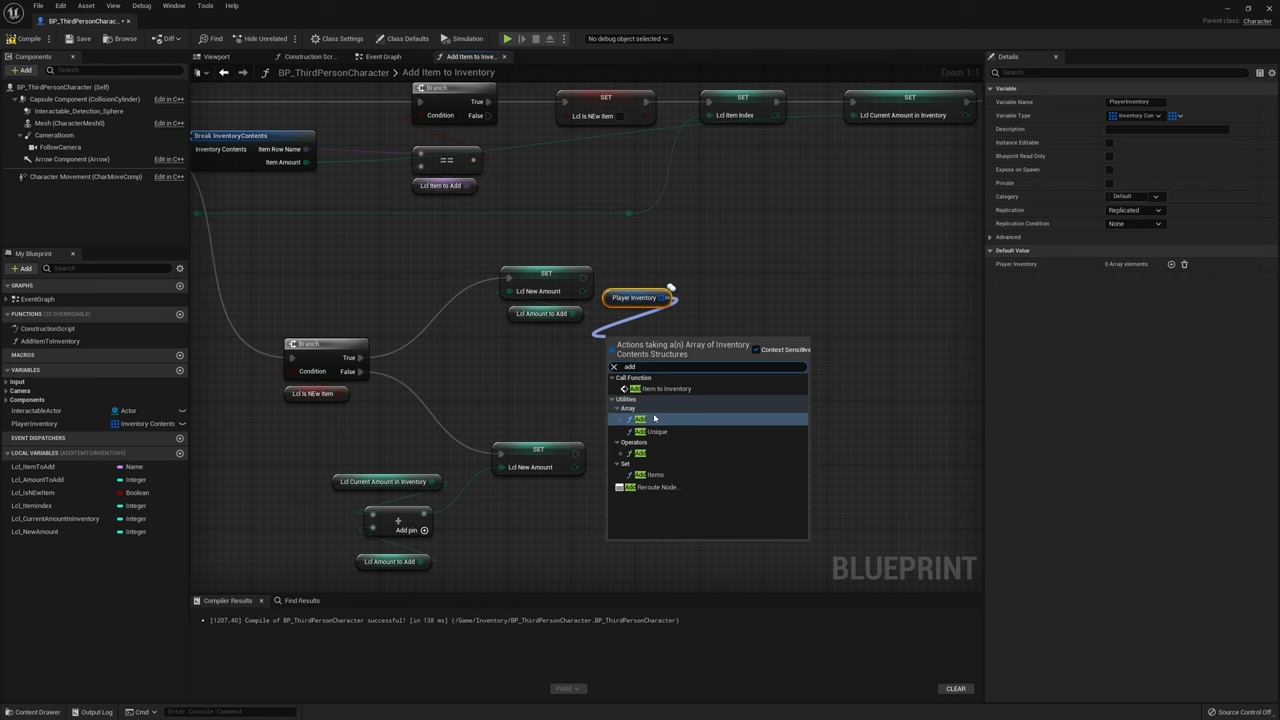 File Edit Asset View Debug Window Tools Help
BP_ThirdPersonCharac...
Parent class: Character
Compile Save Browse Diff Find Hide Unrelated Class Settings Class Defaults Simulation No debug object selected
Components
Add Search
BP_ThirdPersonCharacter (Self)
Capsule Component (CollisionCylinder) Edit in C++
Interactable_Detection_Sphere
Mesh (CharacterMesh0) Edit in C++
CameraBoom
FollowCamera
Arrow Component (Arrow) Edit in C++
Character Movement (CharMoveComp) Edit in C++
My Blueprint
Add Search
GRAPHS
EventGraph
FUNCTIONS (33 OVERRIDABLE)
ConstructionScript
AddItemToInventory
MACROS
VARIABLES
Input
Camera
Components
InteractableActor Actor
PlayerInventory Inventory Contents
EVENT DISPATCHERS
LOCAL VARIABLES (ADDITEMTOINVENTORY)
Lcl_ItemToAdd Name
Lcl_AmountToAdd Integer
Lcl_IsNEwItem Boolean
Lcl_ItemIndex Integer
Lcl_CurrentAmountInInventory Integer
Lcl_NewAmount Integer
Viewport Construction Scr... Event Graph Add Item to Inve...
BP_ThirdPersonCharacter Add Item to Inventory Zoom 1:1
Branch
True
Condition False
SET
Lcl Is NEw Item
SET
Lcl Item Index
SET
Lcl Current Amount in Inventory
Break InventoryContents
Inventory Contents Item Row Name
Item Amount
==
Lcl Item to Add
SET
Lcl New Amount
Lcl Amount to Add
Player Inventory
Branch
True
Condition False
Lcl Is NEw Item
SET
Lcl New Amount
Lcl Current Amount in Inventory
+
Add pin
Lcl Amount to Add
Actions taking a(n) Array of Inventory
Contents Structures
Context Sensitive
add
Call Function
Add Item to Inventory
Utilities
Array
Add
Add Unique
Operators
Add
Set
Add Items
Add Reroute Node...
BLUEPRINT
Compiler Results Find Results
[1207,40] Compile of BP_ThirdPersonCharacter successful! [in 138 ms] (/Game/Inventory/BP_ThirdPersonCharacter.BP_ThirdPersonCharacter)
PAGE
CLEAR
Details
Search
Variable
Variable Name PlayerInventory
Variable Type Inventory Con
Description
Instance Editable
Blueprint Read Only
Expose on Spawn
Private
Category Default
Replication Replicated
Replication Condition None
Advanced
Default Value
Player Inventory 0 Array elements
Content Drawer Output Log Cmd Enter Console Command
Source Control Off